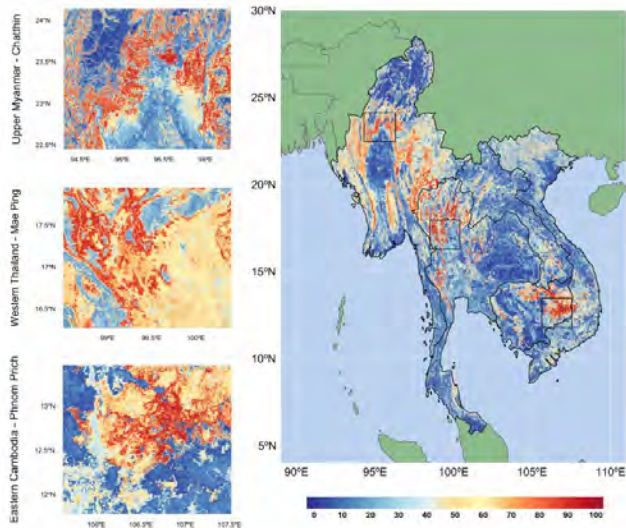 Upper Myanmar - Chadthin
24°N
23.5°N
23°N
22.5°N
94.5°E 95°E 95.5°E 96°E
Western Thailand - Mae Ping
17.5°N
17°N
16.5°N
99°E 99.5°E 100°E
Eastern Cambodia - Phnom Prich
13°N
12.5°N
12°N
106°E 106.5°E 107°E 107.5°E
30°N
25°N
20°N
15°N
10°N
5°N
90°E 95°E 100°E 105°E 110°E
0 10 20 30 40 50 60 70 80 90 100